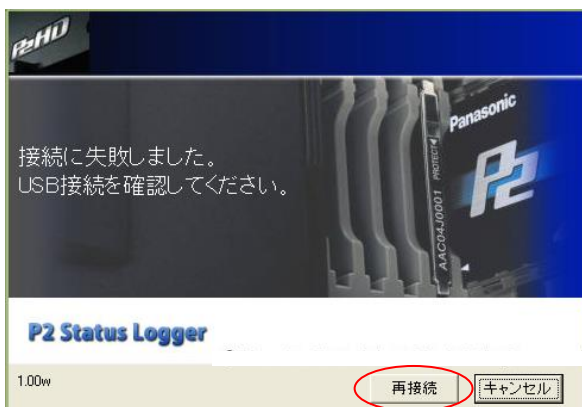 P2HD
接続に失敗しました。
USB接続を確認してください。
Panasonic
P2
PROTECT
AAC04J0001
P2 Status Logger
1.00w
再接続
キャンセル